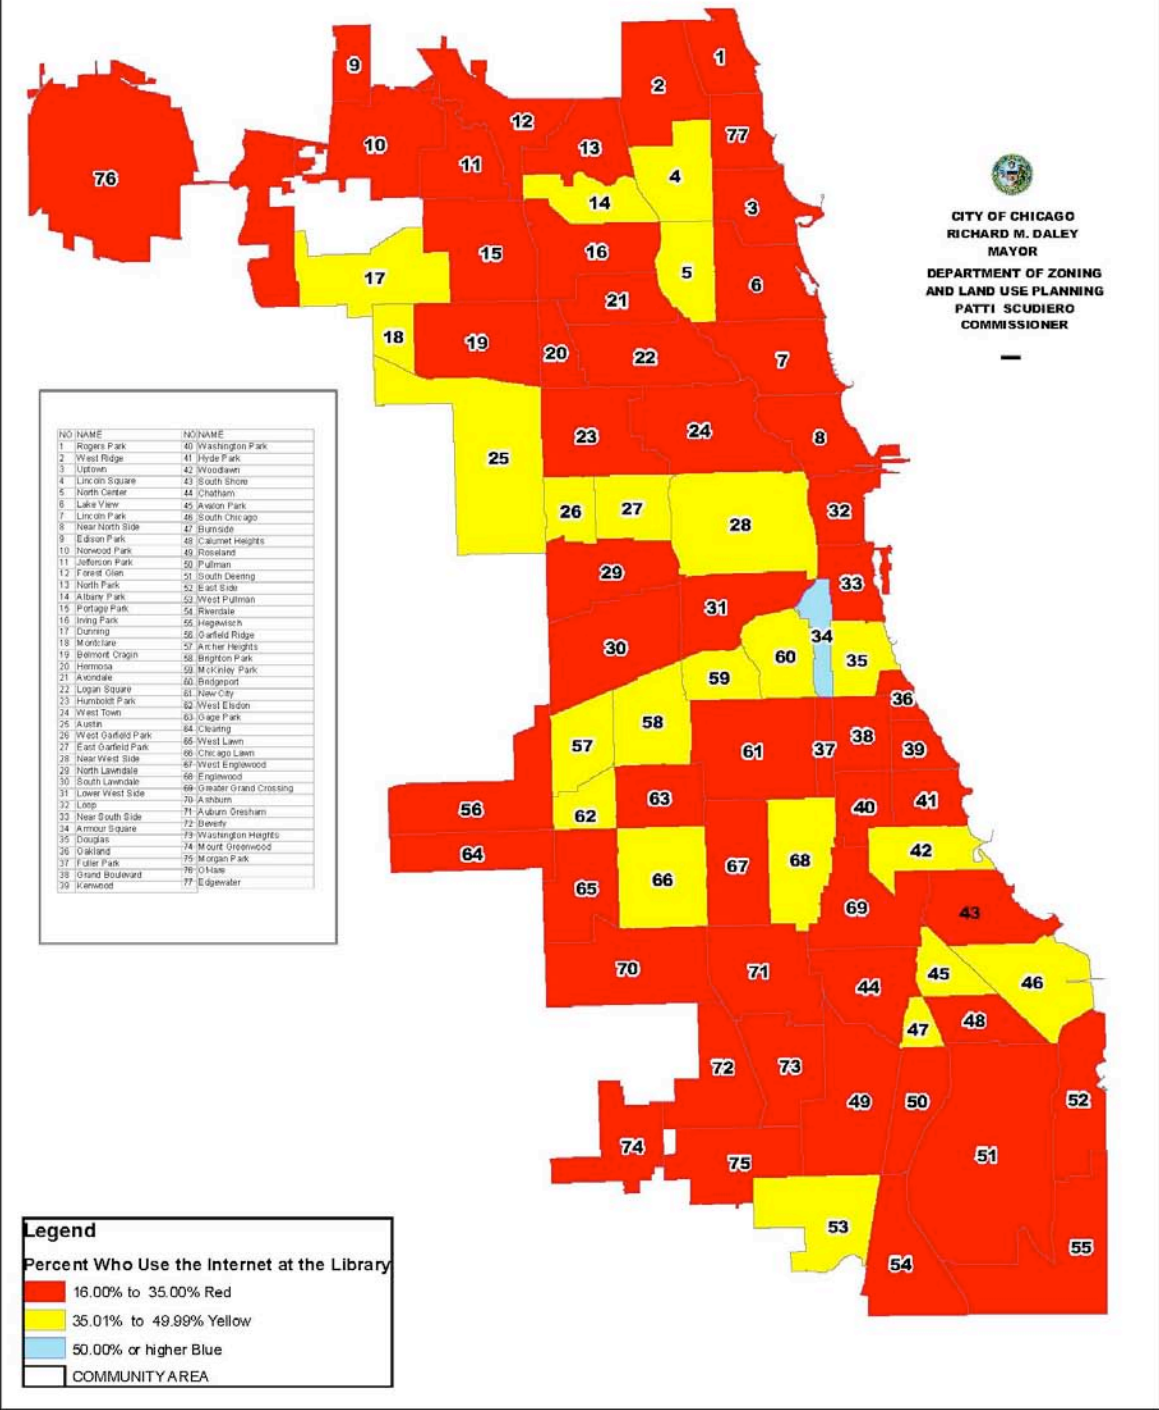 9
1
2
12
77
10
13
11
4
76
14
3
15
16
17
5
6
21
18
19
20
22
7
CITY OF CHICAGO
RICHARD M. DALEY
MAYOR
DEPARTMENT OF ZONING
AND LAND USE PLANNING
PATTI SCUDIERO
COMMISSIONER
NO NAME NO NAME
1 Rogers Park 40 Washington Park
2 West Ridge 41 Hyde Park
3 Uptown 42 Woodlawn
4 Lincoln Square 43 South Shore
5 North Center 44 Chatham
6 Lake View 45 Avalon Park
7 Lincoln Park 46 South Chicago
8 Near North Side 47 Burnside
9 Edison Park 48 Calumet Heights
10 Norwood Park 49 Roseland
11 Jefferson Park 50 Pullman
12 Forest Glen 51 South Deering
13 North Park 52 East Side
14 Albany Park 53 West Pullman
15 Portage Park 54 Riverdale
16 Irving Park 55 Hegewisch
17 Dunning 56 Garfield Ridge
18 Montclare 57 Archer Heights
19 Belmont Cragin 58 Brighton Park
20 Hermosa 59 McKinley Park
21 Avondale 60 Bridgeport
22 Logan Square 61 New City
23 Humboldt Park 62 West Elsdon
24 West Town 63 Gage Park
25 Austin 64 Clearing
26 West Garfield Park 65 West Lawn
27 East Garfield Park 66 Chicago Lawn
28 Near West Side 67 West Englewood
29 North Lawndale 68 Englewood
30 South Lawndale 69 Greater Grand Crossing
31 Lower West Side 70 Ashburn
32 Loop 71 Auburn Gresham
33 Near South Side 72 Beverly
34 Armour Square 73 Washington Heights
35 Douglas 74 Mount Greenwood
36 Oakland 75 Morgan Park
37 Fuller Park 76 O'Hare
38 Grand Boulevard 77 Edgewater
39 Kenwood
23
24
8
25
26
27
28
32
29
33
31
34
30
60
35
59
36
58
57
61
37
38
39
56
62
63
40
41
64
65
66
67
68
42
69
43
70
71
44
45
46
47
48
72
73
49
50
52
74
75
51
53
54
55
Legend
Percent Who Use the Internet at the Library
16.00% to 35.00% Red
35.01% to 49.99% Yellow
50.00% or higher Blue
COMMUNITY AREA